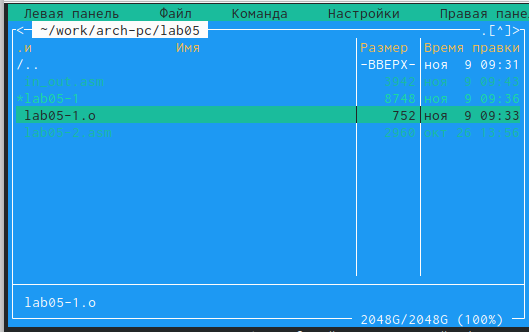 Левая панель Файл Команда Настройки Правая пане
<─ ~/work/arch-pc/lab05 .[^]>
.и Имя Размер Время правки
/.. -ВВЕРХ- ноя 9 09:31
in_out.asm 3942 ноя 9 09:43
*lab05-1 8748 ноя 9 09:36
lab05-1.o 752 ноя 9 09:33
lab05-2.asm 2980 окт 26 13:56
lab05-1.o
2048G/2048G (100%)